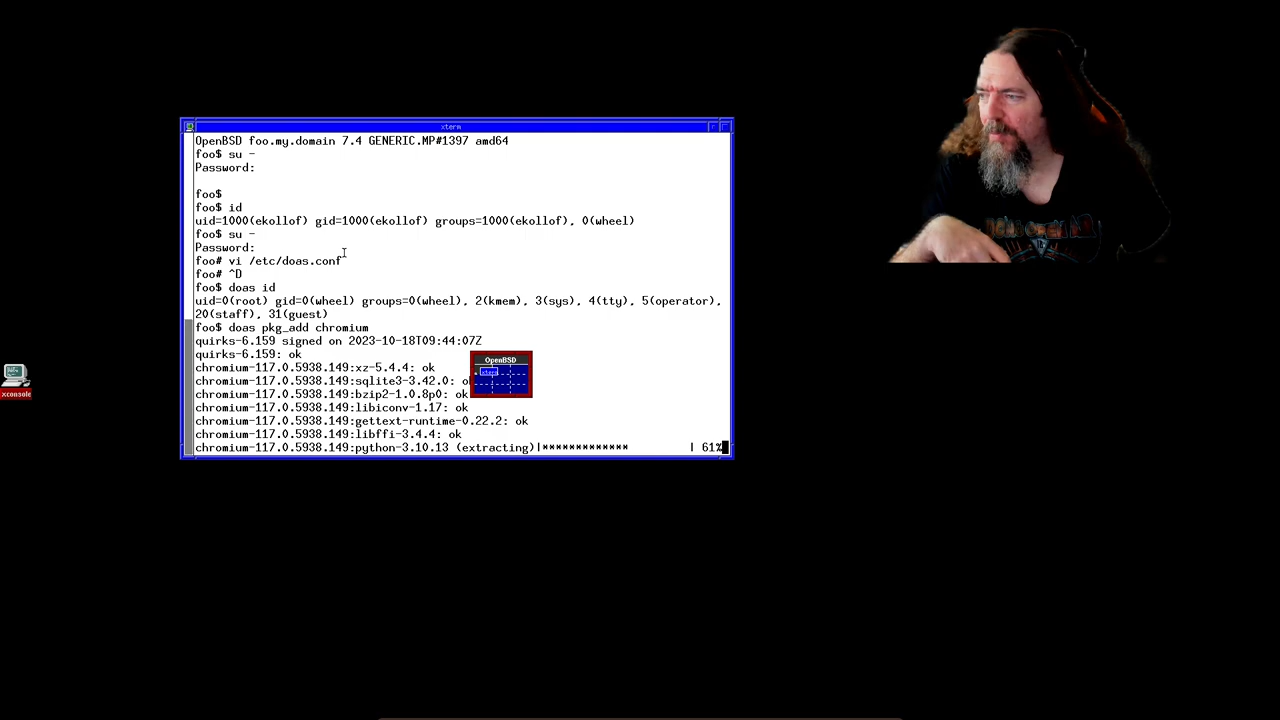 xterm
OpenBSD foo.my.domain 7.4 GENERIC.MP#1397 amd64
foo$ su -
Password:
foo$
foo$ id
uid=1000(ekollof) gid=1000(ekollof) groups=1000(ekollof), 0(wheel)
foo$ su -
Password:
foo# vi /etc/doas.conf
foo# ^D
foo$ doas id
uid=0(root) gid=0(wheel) groups=0(wheel), 2(kmem), 3(sys), 4(tty), 5(operator),
20(staff), 31(guest)
foo$ doas pkg_add chromium
quirks-6.159 signed on 2023-10-18T09:44:07Z
quirks-6.159: ok
chromium-117.0.5938.149:xz-5.4.4: ok
chromium-117.0.5938.149:sqlite3-3.42.0: o
chromium-117.0.5938.149:bzip2-1.0.8p0: ok
chromium-117.0.5938.149:libiconv-1.17: ok
chromium-117.0.5938.149:gettext-runtime-0.22.2: ok
chromium-117.0.5938.149:libffi-3.4.4: ok
chromium-117.0.5938.149:python-3.10.13 (extracting)|************* | 61%
OpenBSD
xterm
xconsole